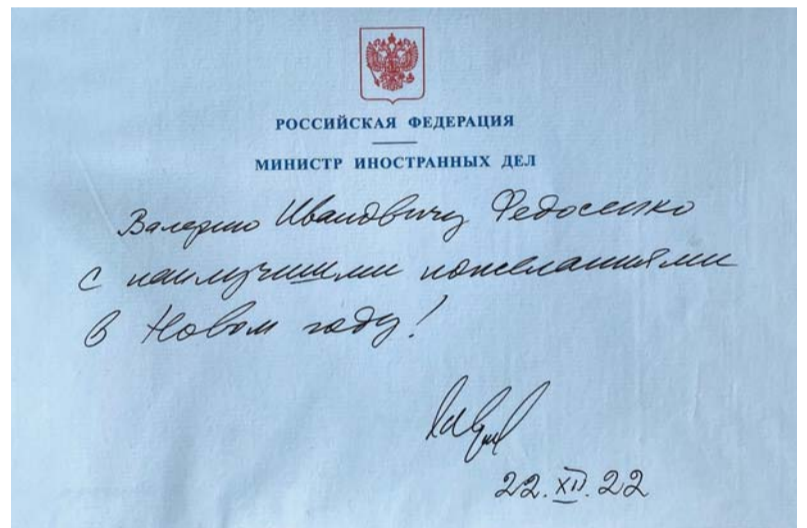 РОССИЙСКАЯ ФЕДЕРАЦИЯ
МИНИСТР ИНОСТРАННЫХ ДЕЛ
Валерию Ивановичу Федосенко
с наилучшими пожеланиями
в Новом году!
22.XII.22